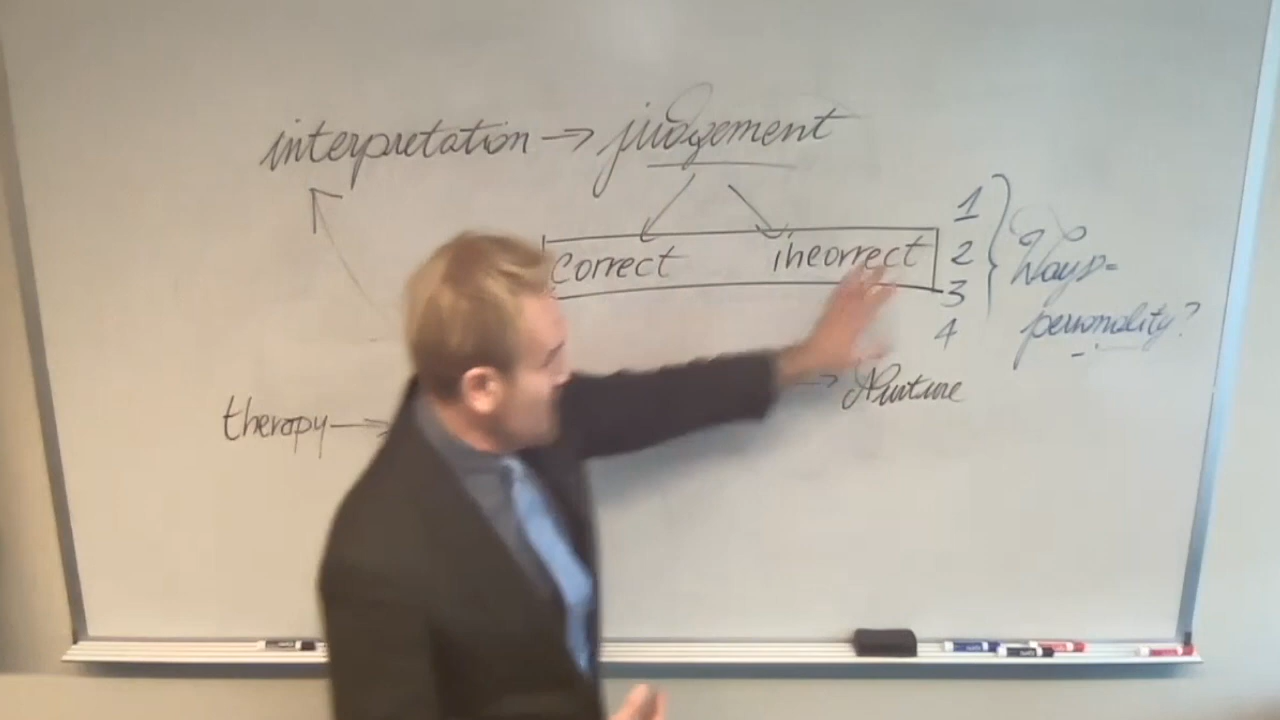 interpretation → judgement
correct incorrect
1
2
3
4
Ways-
personality?
therapy →
→ Nurture